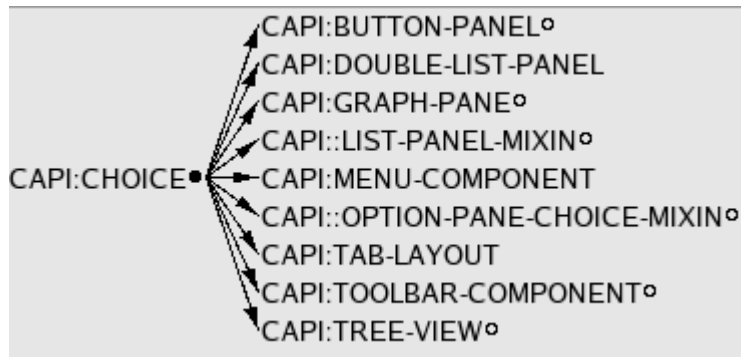 CAPI:BUTTON-PANEL
CAPI:DOUBLE-LIST-PANEL
CAPI:GRAPH-PANE
CAPI::LIST-PANEL-MIXIN
CAPI:CHOICE
CAPI:MENU-COMPONENT
CAPI::OPTION-PANE-CHOICE-MIXIN
CAPI:TAB-LAYOUT
CAPI:TOOLBAR-COMPONENT
CAPI:TREE-VIEW